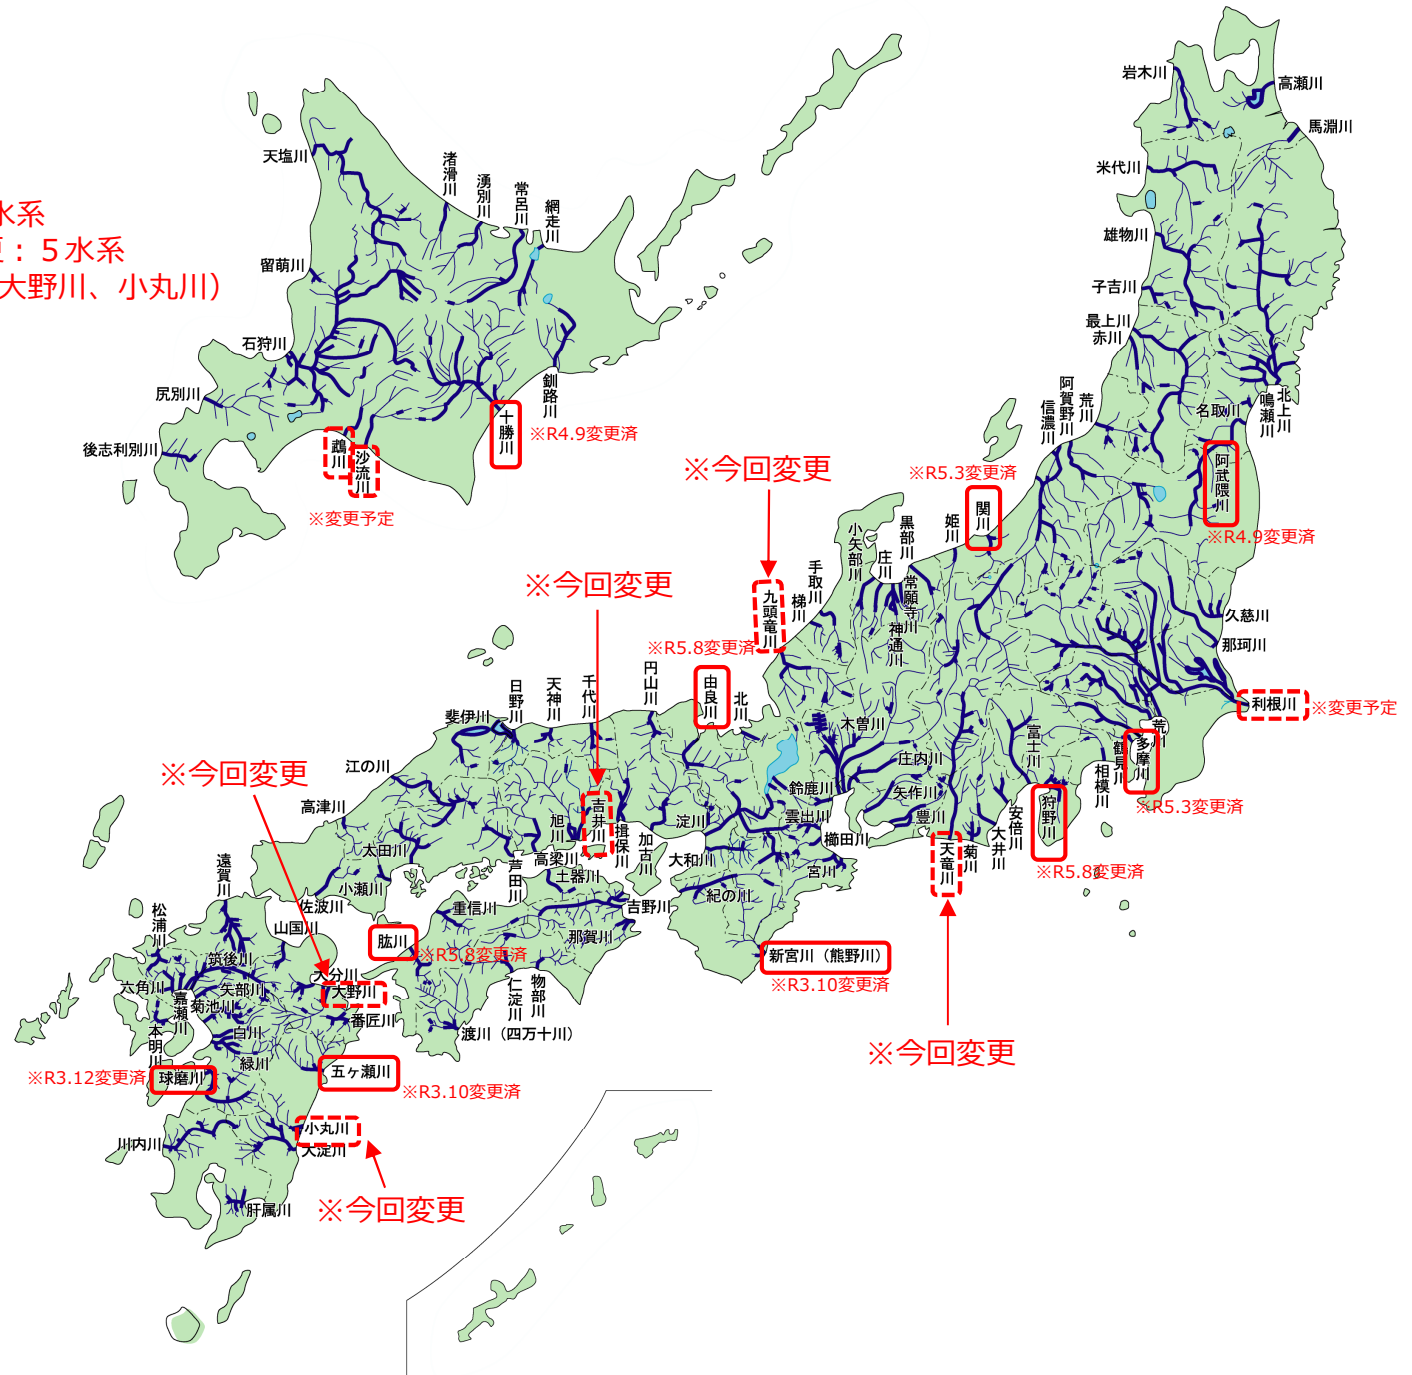 水系
：５水系
大野川、小丸川）
天塩川
渚滑川
湧別川
常呂川
網走川
留萌川
石狩川
尻別川
後志利別川
鵡川
沙流川
※変更予定
十勝川
※R4.9変更済
釧路川
岩木川
高瀬川
馬淵川
米代川
雄物川
子吉川
最上川
赤川
名取川
鳴瀬川
北上川
荒川
阿賀野川
信濃川
阿武隈川
※R4.9変更済
※R5.3変更済
関川
姫川
黒部川
常願寺川
神通川
庄川
小矢部川
手取川
梯川
※今回変更
九頭竜川
久慈川
那珂川
利根川
※変更予定
荒川
多摩川
※R5.3変更済
鶴見川
相模川
富士川
狩野川
※R5.8変更済
安倍川
大井川
菊川
天竜川
※今回変更
豊川
矢作川
庄内川
木曽川
鈴鹿川
雲出川
櫛田川
宮川
※R5.8変更済
由良川
北川
円山川
※今回変更
千代川
天神川
日野川
斐伊川
江の川
高津川
吉井川
旭川
高梁川
芦田川
太田川
小瀬川
佐波川
揖保川
加古川
淀川
大和川
紀の川
新宮川（熊野川）
※R3.10変更済
土器川
重信川
吉野川
那賀川
物部川
仁淀川
渡川（四万十川）
肱川
※R5.8変更済
※今回変更
遠賀川
松浦川
山国川
筑後川
大分川
大野川
番匠川
六角川
嘉瀬川
矢部川
菊池川
本明川
白川
緑川
※R3.12変更済
球磨川
五ヶ瀬川
※R3.10変更済
小丸川
大淀川
※今回変更
川内川
肝属川